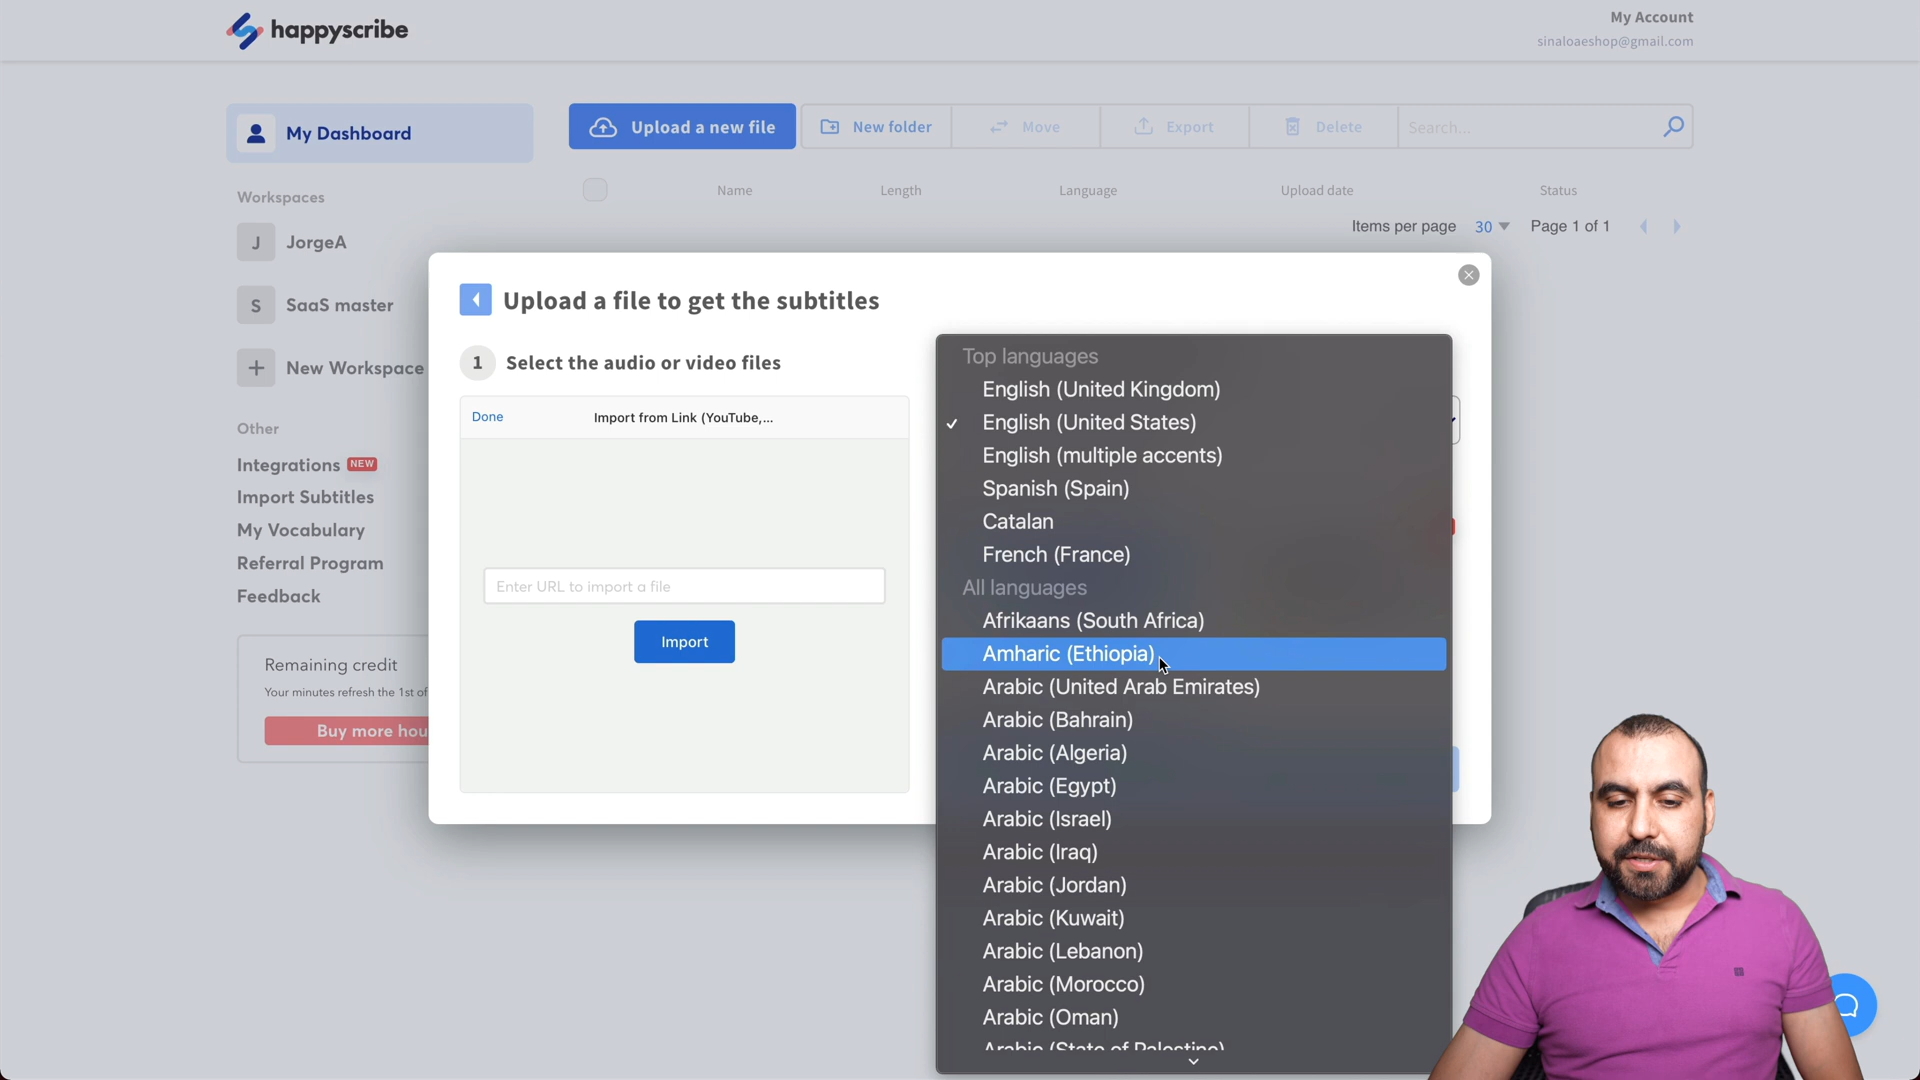 happyscribe
My Account
sinaloaeshop@gmail.com
My Dashboard
Upload a new file
New folder
Move
Export
Delete
Search...
Workspaces
Name
Length
Language
Upload date
Status
Items per page 30
Page 1 of 1
J JorgeA
S SaaS master
+ New Workspace
Other
Integrations NEW
Import Subtitles
My Vocabulary
Referral Program
Feedback
Remaining credit
Your minutes refresh the 1st of
Buy more
Upload a file to get the subtitles
1 Select the audio or video files
Done
Import from Link (YouTube,...
Enter URL to import a file
Import
Top languages
English (United Kingdom)
✓ English (United States)
English (multiple accents)
Spanish (Spain)
Catalan
French (France)
All languages
Afrikaans (South Africa)
Amharic (Ethiopia)
Arabic (United Arab Emirates)
Arabic (Bahrain)
Arabic (Algeria)
Arabic (Egypt)
Arabic (Israel)
Arabic (Iraq)
Arabic (Jordan)
Arabic (Kuwait)
Arabic (Lebanon)
Arabic (Morocco)
Arabic (Oman)
Arabic (State of Palestine)